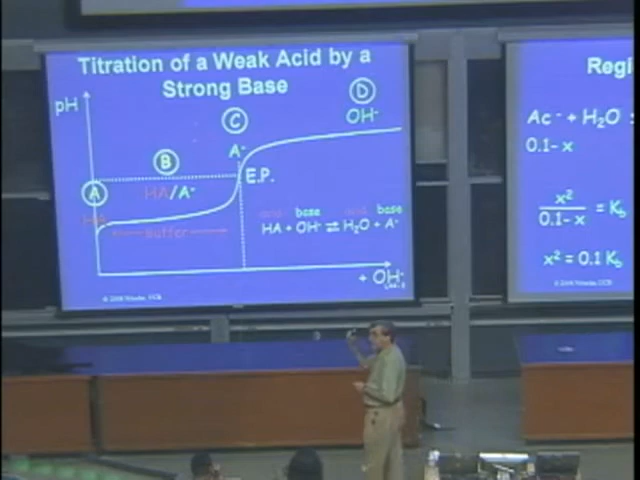 Titration of a Weak Acid by a
Strong Base
pH
D
OH⁻
C
A⁻
B
E.P.
A
HA/A⁻
HA
Buffer
acid base acid base
HA + OH⁻ ⇌ H₂O + A⁻
+ OH⁻
Regi
Ac⁻ + H₂O
0.1-x
x²
0.1-x
= K_b
x² = 0.1 K_b